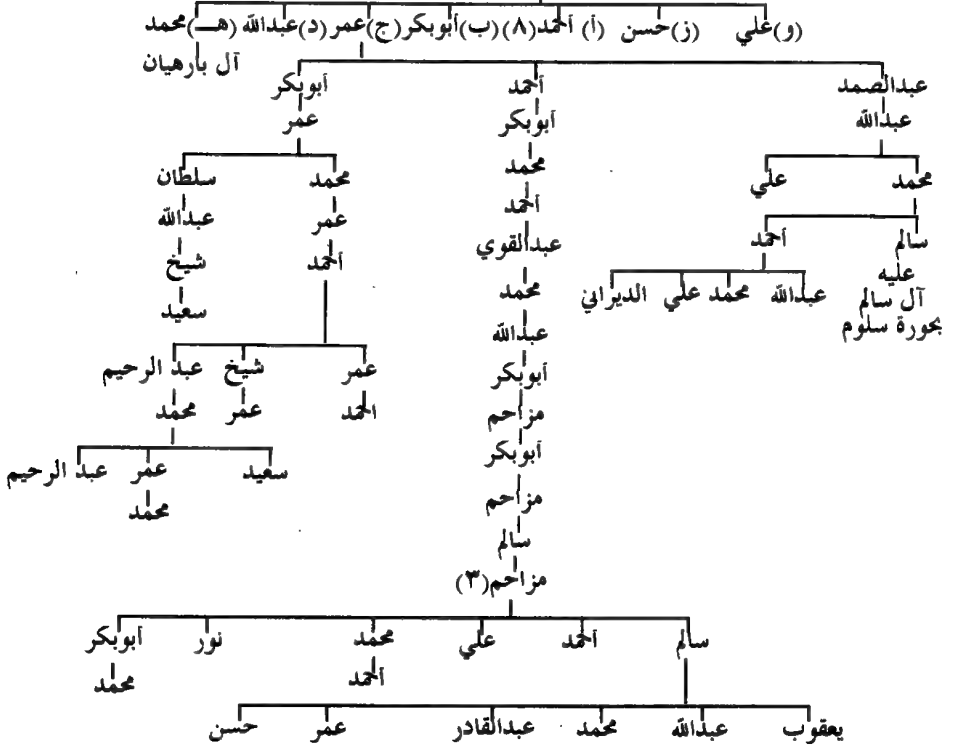 (و) علي (ز) حسن (أ) أحمد (٨) (ب) أبوبكر (ج) عمر (د) عبدالله (هـ) محمد
آل بارهيان
عبدالصمد أحمد أبوبكر
عبدالله أبوبكر عمر
محمد علي محمد محمد سلطان
أحمد عمر عبدالله
سالم أحمد عبدالقوي أحمد شيخ
عليه
آل سالم عبدالله محمد علي الديراني محمد سعيد
بحورة سلوم عبدالله
أبوبكر عمر شيخ عبد الرحيم
مزاحم احمد عمر محمد
أبوبكر سعيد عمر عبد الرحيم
مزاحم محمد
سالم
مزاحم (٣)
سالم أحمد علي محمد نور أبوبكر
أحمد محمد
يعقوب عبدالله محمد عبدالقادر عمر حسن